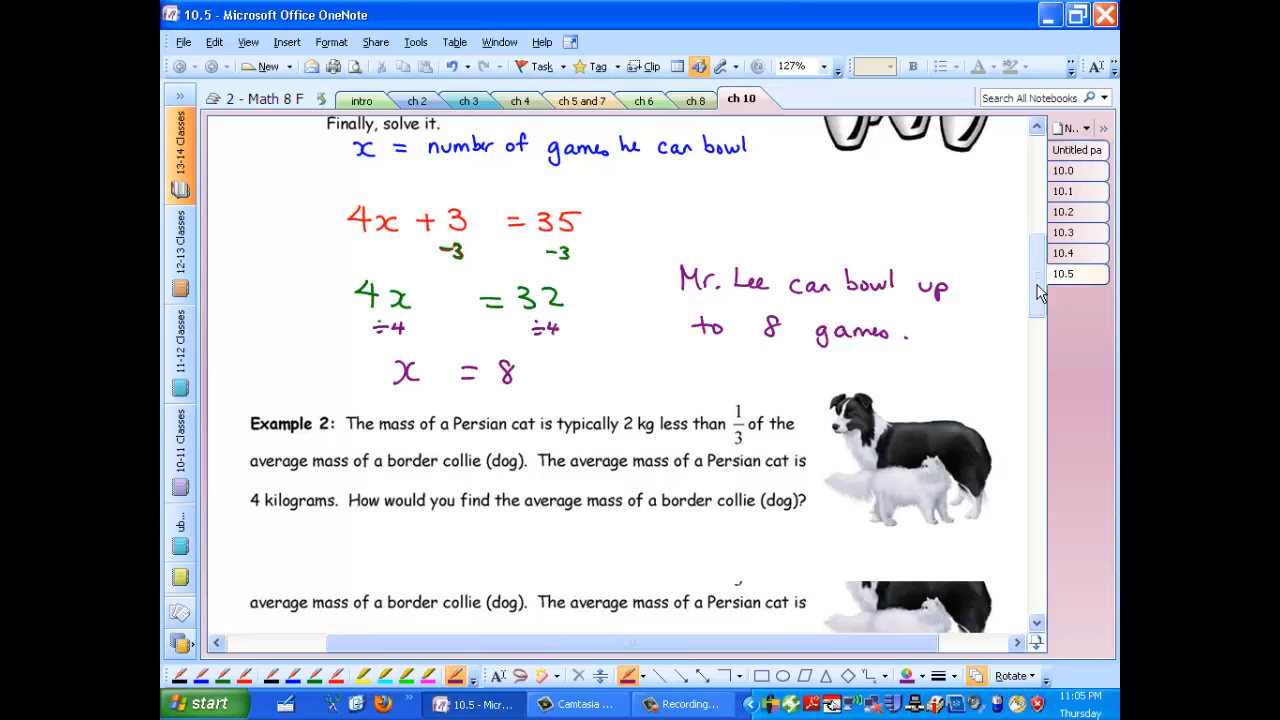 10.5 - Microsoft Office OneNote
File Edit View Insert Format Share Tools Table Window Help
New Task Tag Clip 127% B A A
2 - Math 8 F intro ch 2 ch 3 ch 4 ch 5 and 7 ch 6 ch 8 ch 10 Search All Notebooks
N..
Untitled pa
10.0
10.1
10.2
10.3
10.4
10.5
13-14 Classes
12-13 Classes
11-12 Classes
10-11 Classes
ub...
Finally, solve it.
x = number of games he can bowl
4x + 3 = 35
-3 -3
4x = 32
÷4 ÷4
x = 8
Mr. Lee can bowl up
to 8 games.
Example 2: The mass of a Persian cat is typically 2 kg less than 1/3 of the
average mass of a border collie (dog). The average mass of a Persian cat is
4 kilograms. How would you find the average mass of a border collie (dog)?
average mass of a border collie (dog). The average mass of a Persian cat is
A Rotate
start 10.5 - Micr... Camtasia ... Recording... 11:05 PM
Thursday